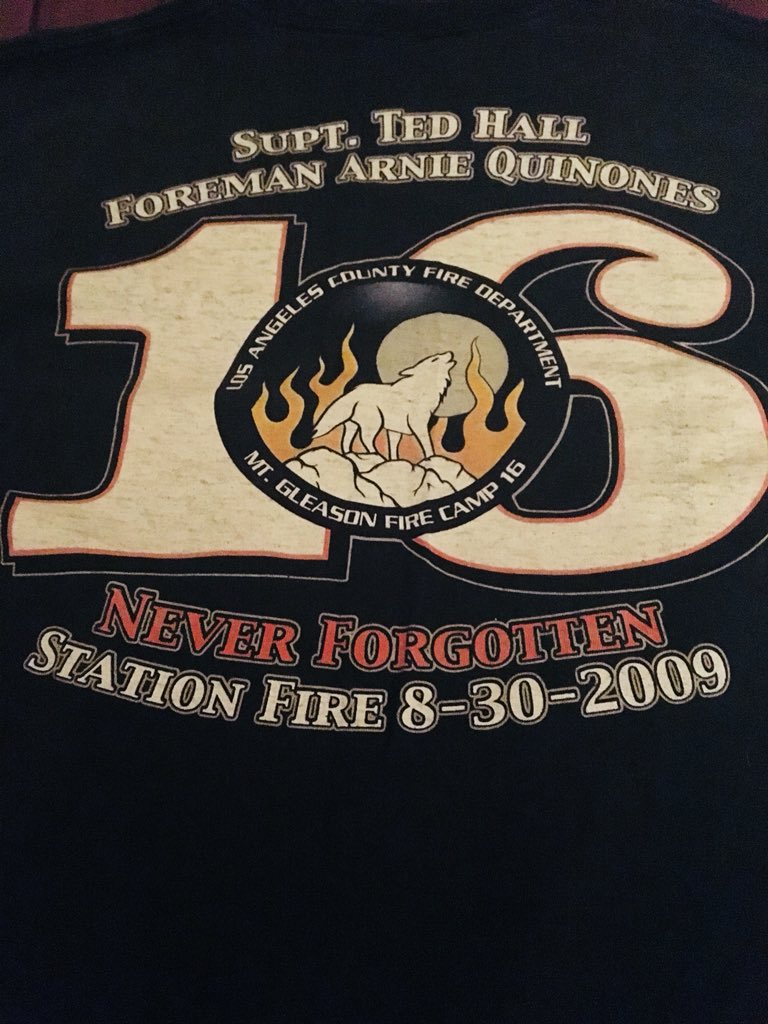 SUPT. TED HALL
FOREMAN ARNIE QUINONES
16
LOS ANGELES COUNTY FIRE DEPARTMENT
MT. GLEASON FIRE CAMP 16
NEVER FORGOTTEN
STATION FIRE 8-30-2009